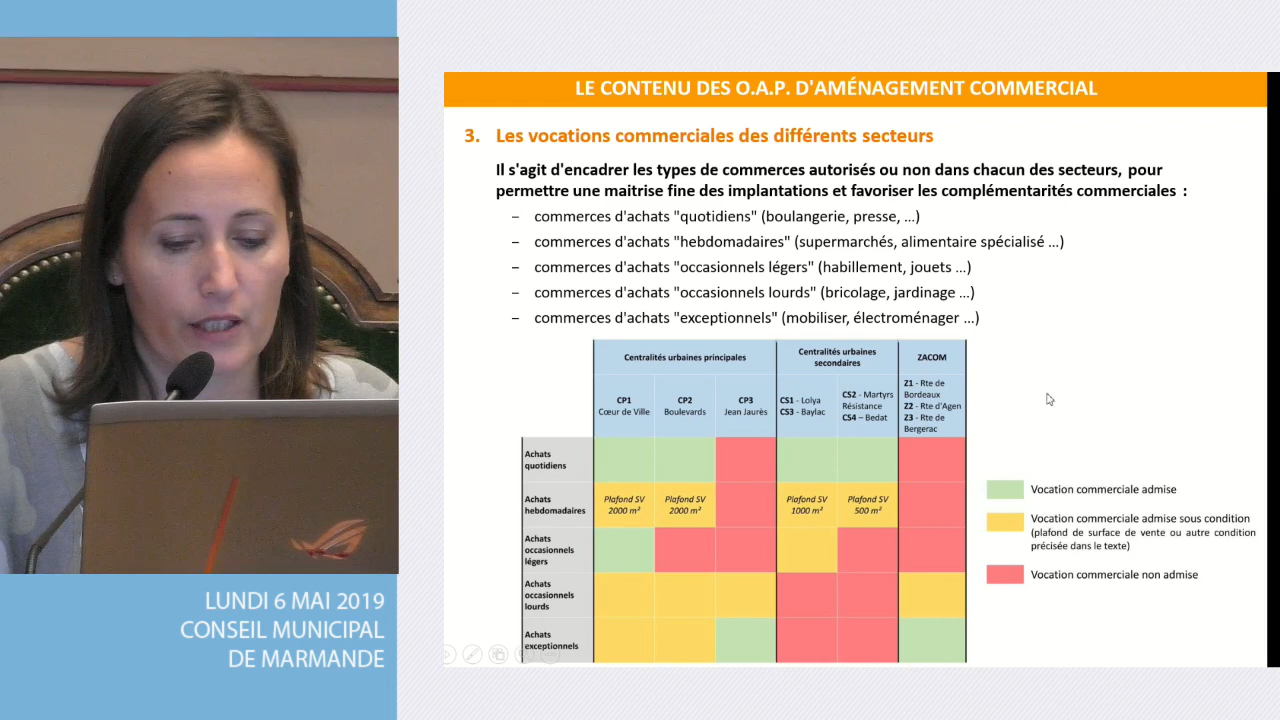 LE CONTENU DES O.A.P. D'AMÉNAGEMENT COMMERCIAL
3. Les vocations commerciales des différents secteurs
Il s'agit d'encadrer les types de commerces autorisés ou non dans chacun des secteurs, pour
permettre une maitrise fine des implantations et favoriser les complémentarités commerciales :
– commerces d'achats "quotidiens" (boulangerie, presse, ...)
– commerces d'achats "hebdomadaires" (supermarchés, alimentaire spécialisé ...)
– commerces d'achats "occasionnels légers" (habillement, jouets ...)
– commerces d'achats "occasionnels lourds" (bricolage, jardinage ...)
– commerces d'achats "exceptionnels" (mobiliser, électroménager ...)
Centralités urbaines principales
Centralités urbaines
secondaires
ZACOM
CP1
Cœur de Ville
CP2
Boulevards
CP3
Jean Jaurès
CS1 - Lolya
CS3 - Baylac
CS2 - Martyrs
Résistance
CS4 – Bedat
Z1 - Rte de
Bordeaux
Z2 - Rte d'Agen
Z3 - Rte de
Bergerac
Achats
quotidiens
Achats
hebdomadaires
Plafond SV
2000 m²
Plafond SV
2000 m²
Plafond SV
1000 m²
Plafond SV
500 m²
Achats
occasionnels
légers
Achats
occasionnels
lourds
Achats
exceptionnels
Vocation commerciale admise
Vocation commerciale admise sous condition
(plafond de surface de vente ou autre condition
précisée dans le texte)
Vocation commerciale non admise
LUNDI 6 MAI 2019
CONSEIL MUNICIPAL
DE MARMANDE